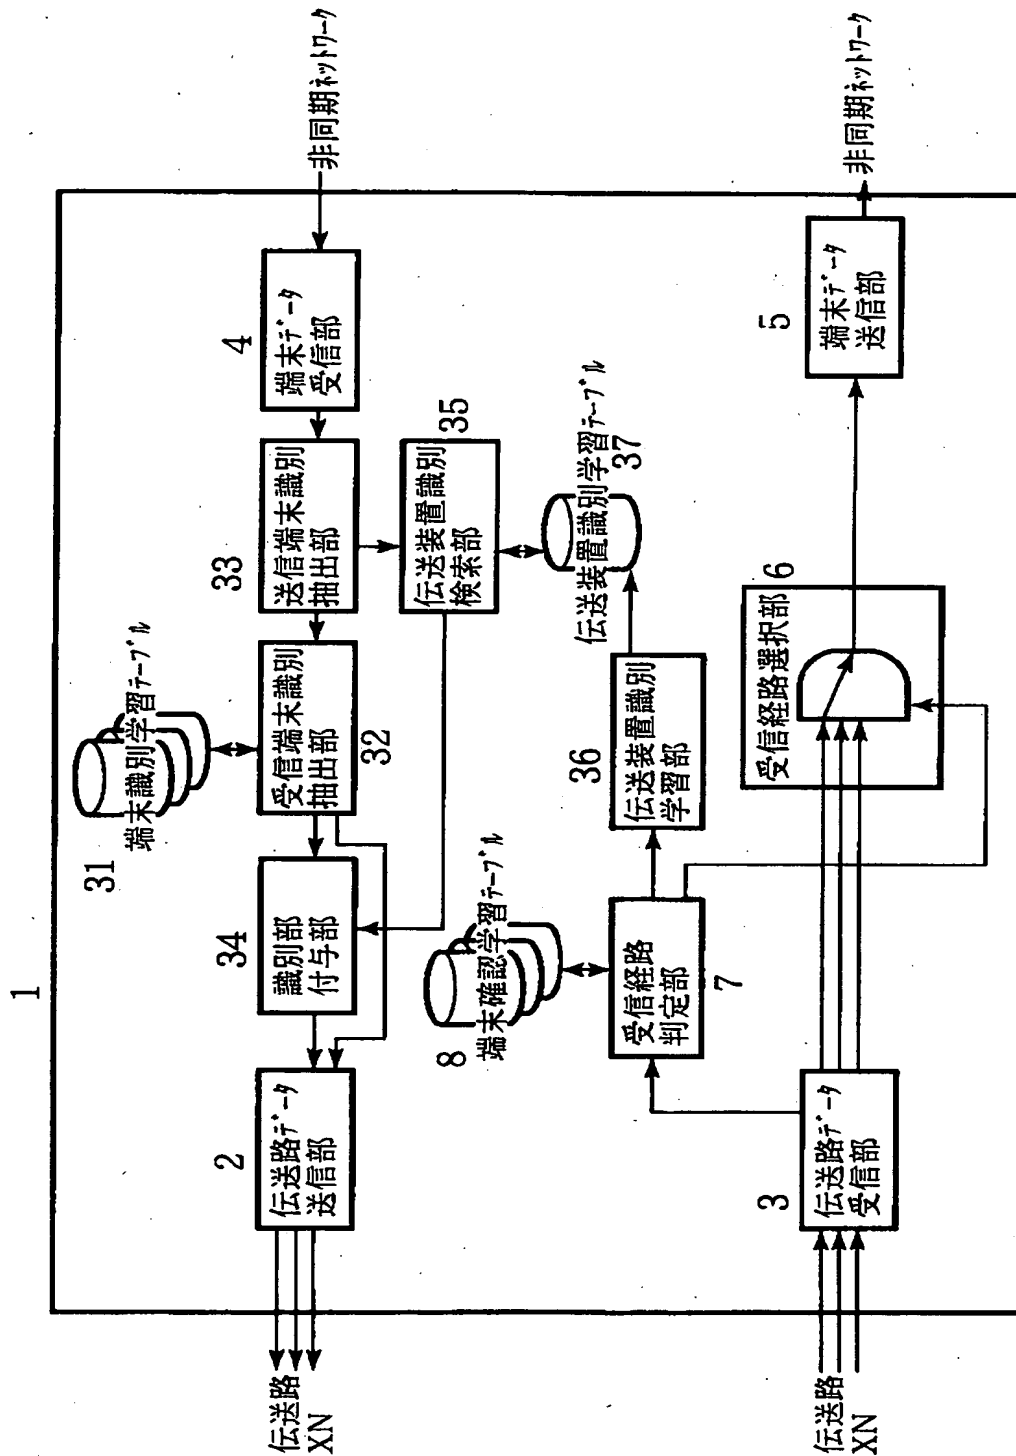 1
非同期ネットワーク
4
端末データ
受信部
33
送信端末識別
抽出部
伝送装置識別
検索部
35
31
端末識別学習テーブル
受信端末識別
抽出部
32
34
識別部
付与部
2
伝送路データ
送信部
伝送路
XN
伝送装置識別学習テーブル
37
36
伝送装置識別
学習部
8
端末確認学習テーブル
受信経路
判定部
7
非同期ネットワーク
5
端末データ
送信部
6
受信経路選択部
3
伝送路データ
受信部
伝送路
XN